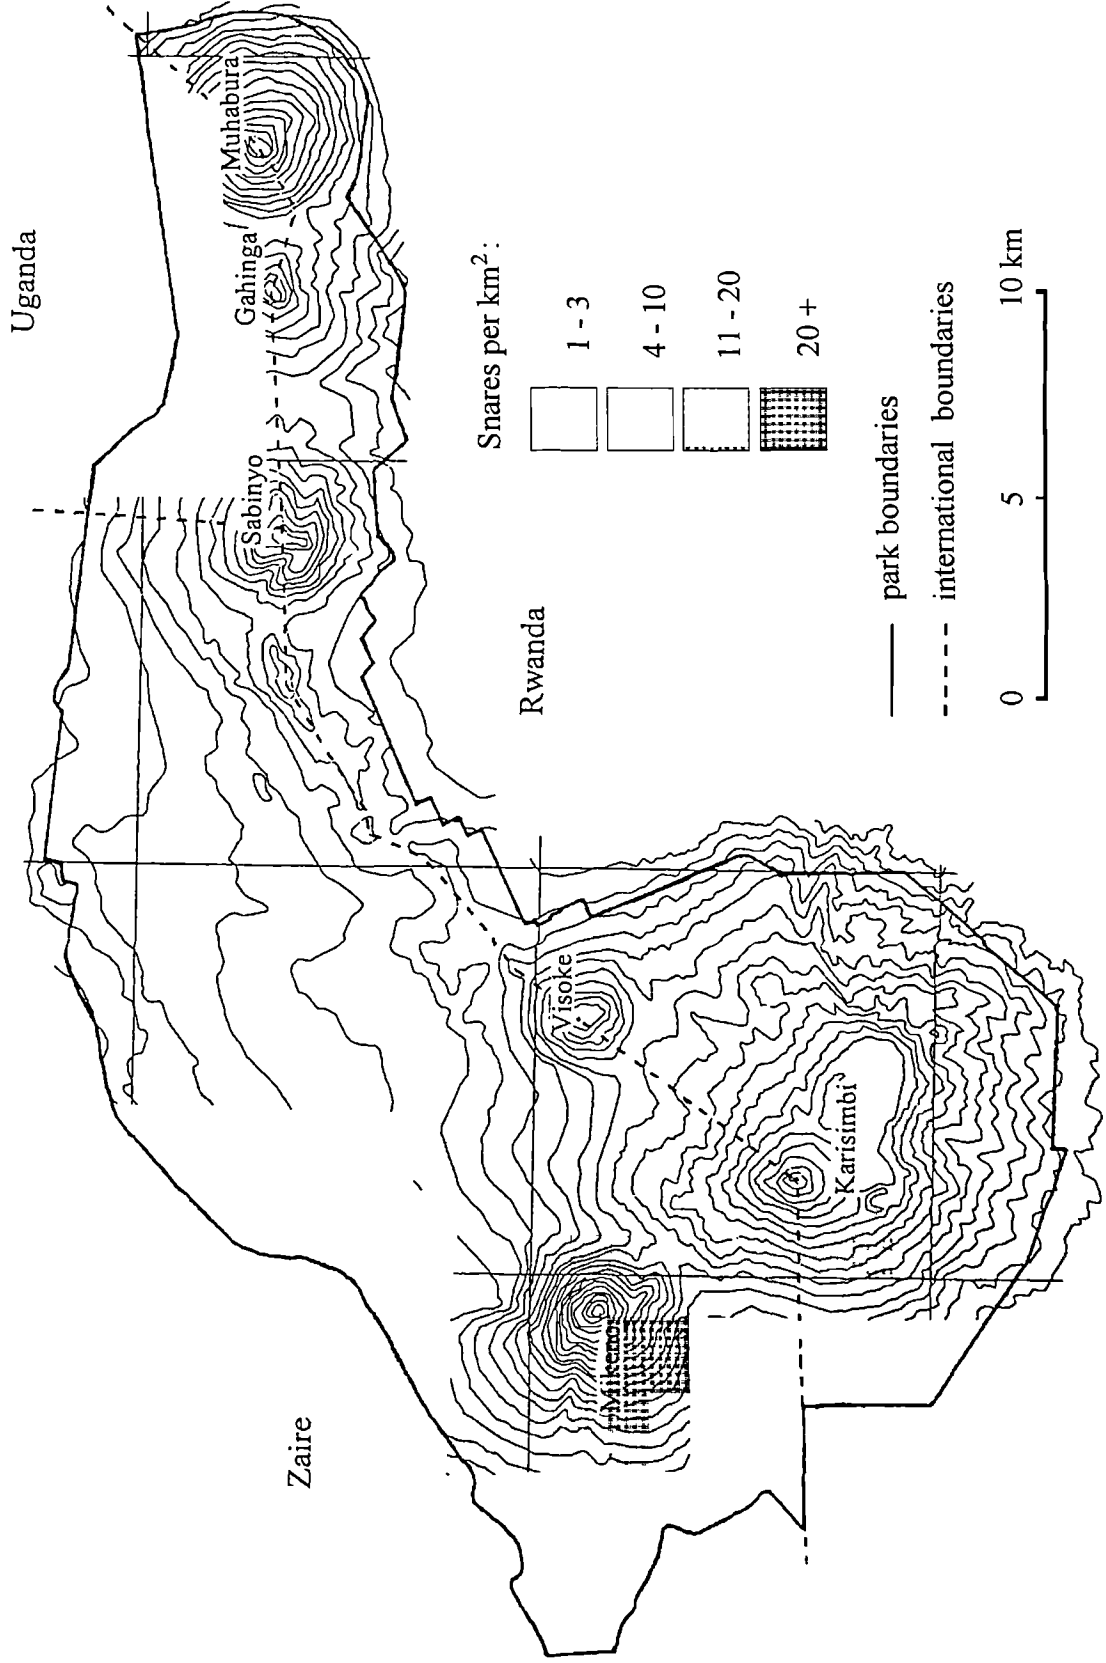 Uganda
Muhabura
Gahinga
Sabinyo
Zaire
Rwanda
Visoke
Mikeno
Karisimbi
Snares per km²:
1 - 3
4 - 10
11 - 20
20 +
park boundaries
international boundaries
0 5 10 km